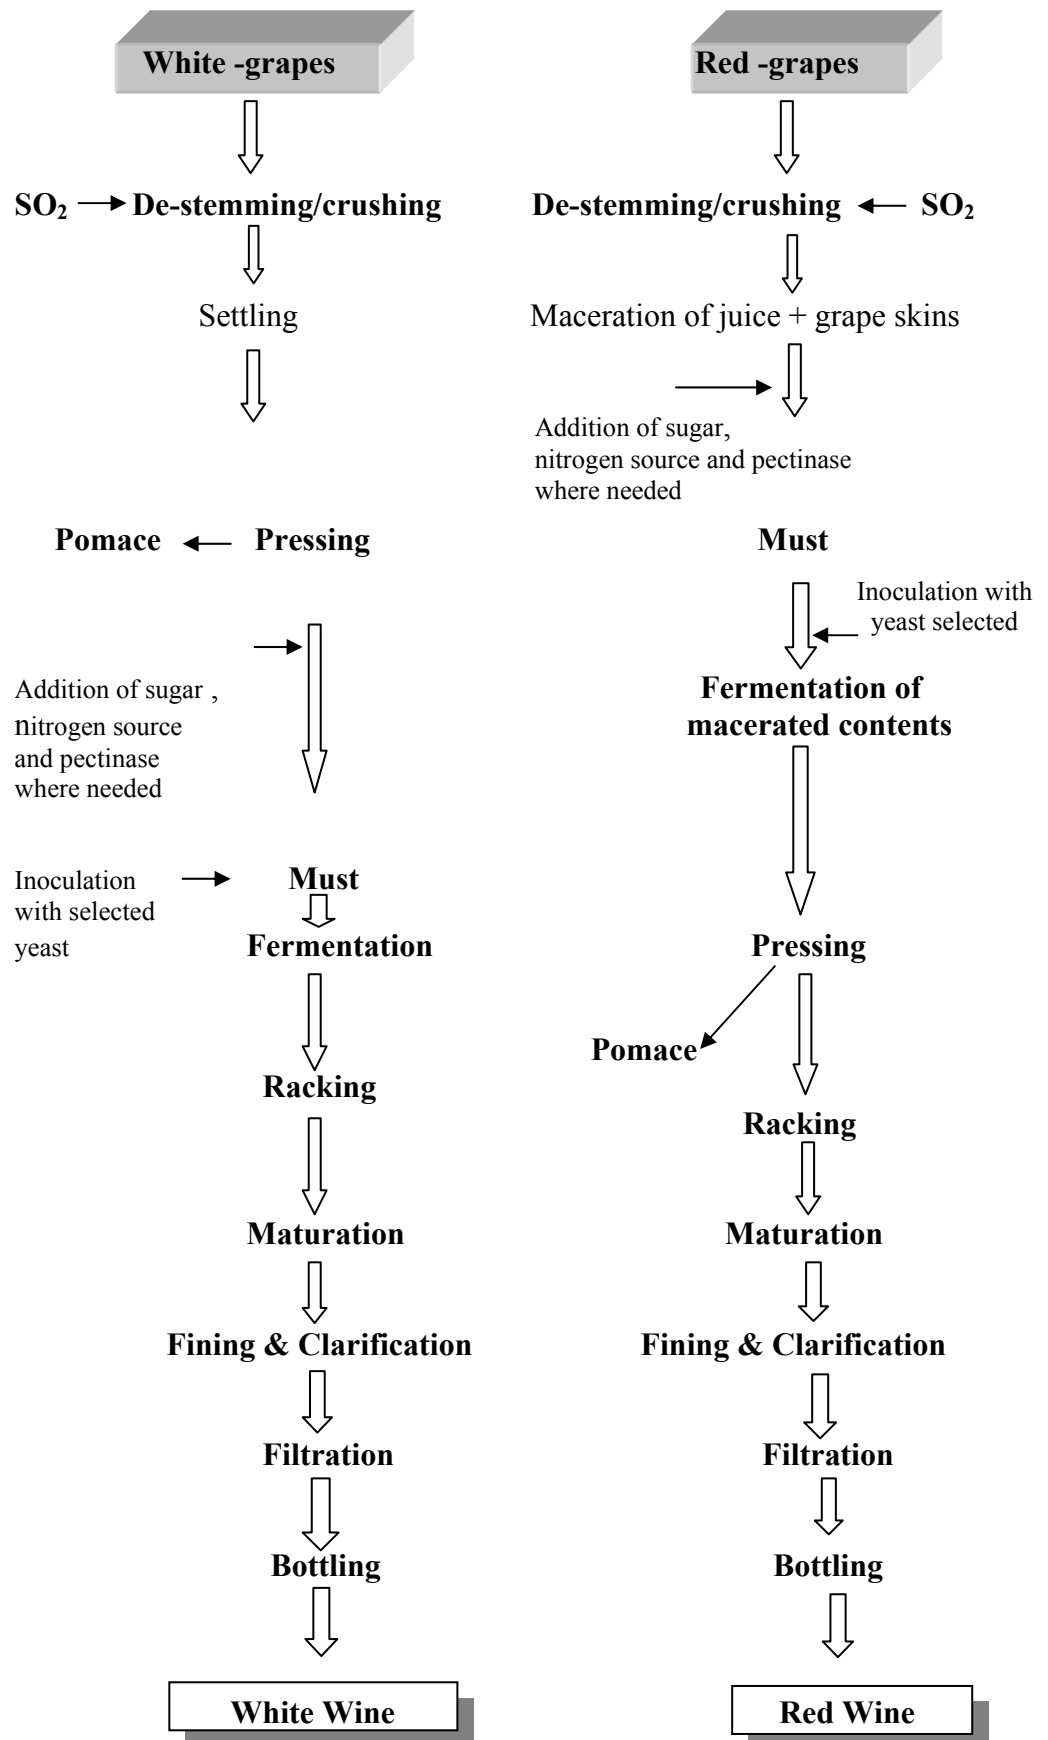 White -grapes
SO₂
De-stemming/crushing
Settling
Pomace
Pressing
Addition of sugar ,
nitrogen source
and pectinase
where needed
Inoculation
with selected
yeast
Must
Fermentation
Racking
Maturation
Fining & Clarification
Filtration
Bottling
White Wine
Red -grapes
De-stemming/crushing
SO₂
Maceration of juice + grape skins
Addition of sugar,
nitrogen source and pectinase
where needed
Must
Inoculation with
yeast selected
Fermentation of
macerated contents
Pressing
Pomace
Racking
Maturation
Fining & Clarification
Filtration
Bottling
Red Wine